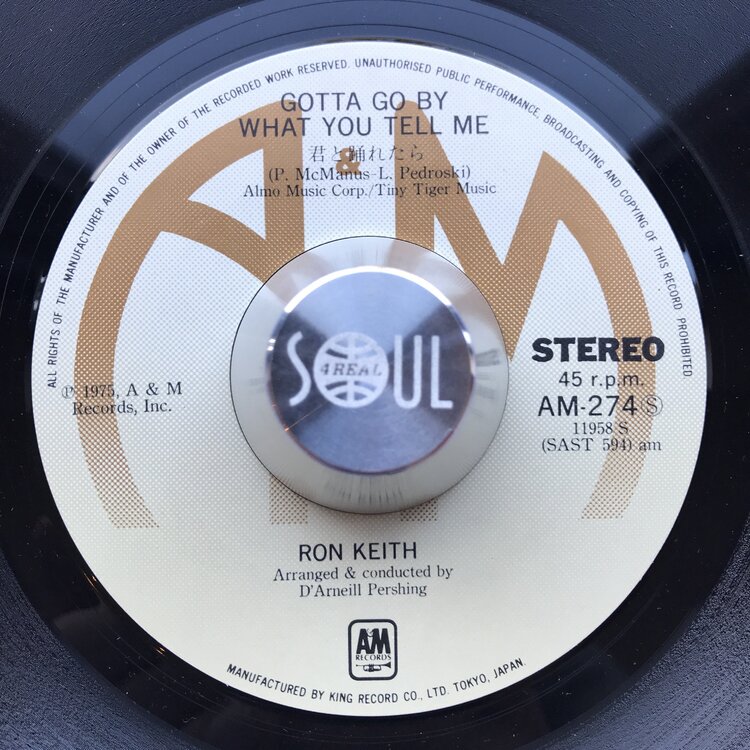 ALL RIGHTS OF THE MANUFACTURER AND OF THE OWNER OF THE RECORDED WORK RESERVED. UNAUTHORISED PUBLIC PERFORMANCE, BROADCASTING AND COPYING OF THIS RECORD PROHIBITED
GOTTA GO BY
WHAT YOU TELL ME
君と踊れたら
(P. McManus-L. Pedroski)
Almo Music Corp./Tiny Tiger Music
A&M
SOUL
4 REAL
STEREO
45 r.p.m.
AM-274 Ⓢ
11958 S
(SAST 594) am
℗ 1975, A & M
Records, Inc.
RON KEITH
Arranged & conducted by
D'Arneill Pershing
AM
RECORDS
MANUFACTURED BY KING RECORD CO., LTD. TOKYO, JAPAN.